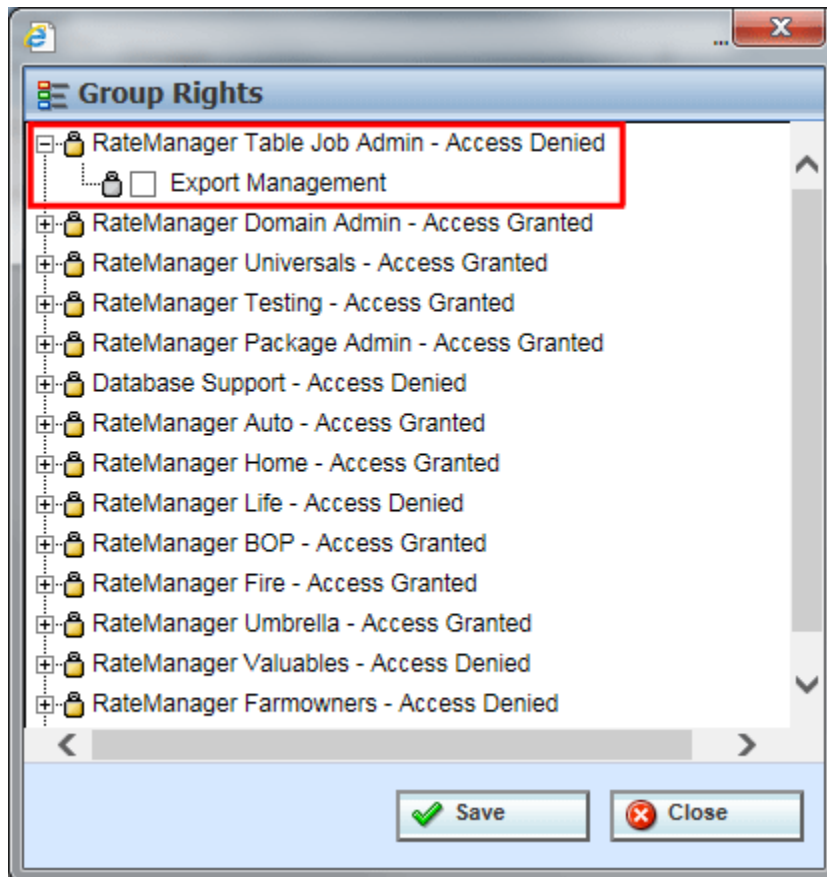 ...
Group Rights
RateManager Table Job Admin - Access Denied
Export Management
RateManager Domain Admin - Access Granted
RateManager Universals - Access Granted
RateManager Testing - Access Granted
RateManager Package Admin - Access Granted
Database Support - Access Denied
RateManager Auto - Access Granted
RateManager Home - Access Granted
RateManager Life - Access Denied
RateManager BOP - Access Granted
RateManager Fire - Access Granted
RateManager Umbrella - Access Granted
RateManager Valuables - Access Denied
RateManager Farmowners - Access Denied
Save Close